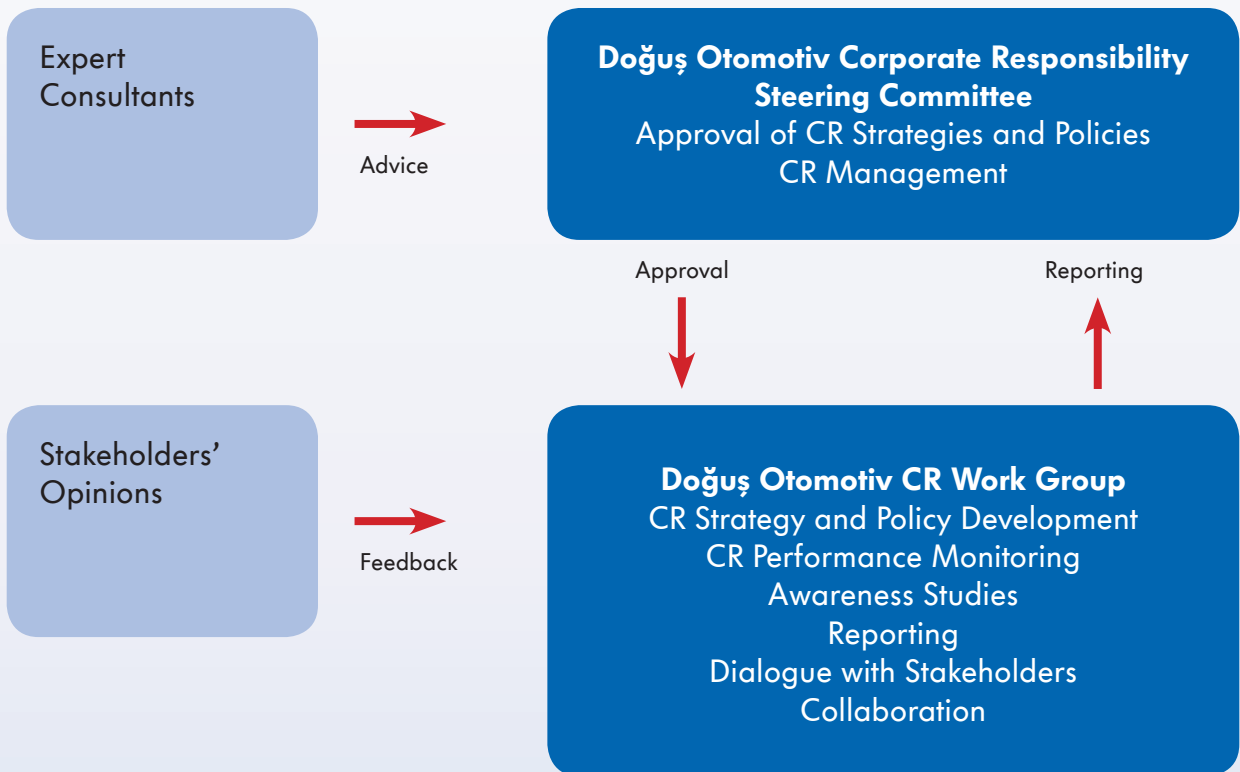 Expert
Consultants
Advice
Doğuş Otomotiv Corporate Responsibility
Steering Committee
Approval of CR Strategies and Policies
CR Management
Approval
Reporting
Stakeholders’
Opinions
Feedback
Doğuş Otomotiv CR Work Group
CR Strategy and Policy Development
CR Performance Monitoring
Awareness Studies
Reporting
Dialogue with Stakeholders
Collaboration